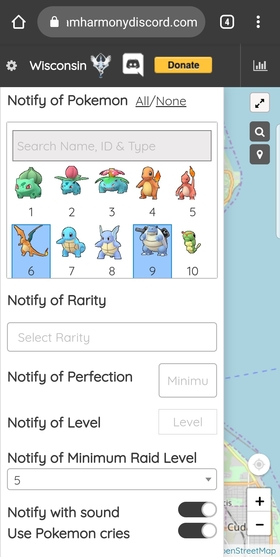 ımharmonydiscord.com
4
Wisconsin
Donate
Notify of Pokemon All/None
Search Name, ID & Type
1 2 3 4 5
6 7 8 9 10
Notify of Rarity
Select Rarity
Notify of Perfection
Minimu
Notify of Level
Level
Notify of Minimum Raid Level
5
Notify with sound
Use Pokemon cries
+
−
Cud
enStreetMap